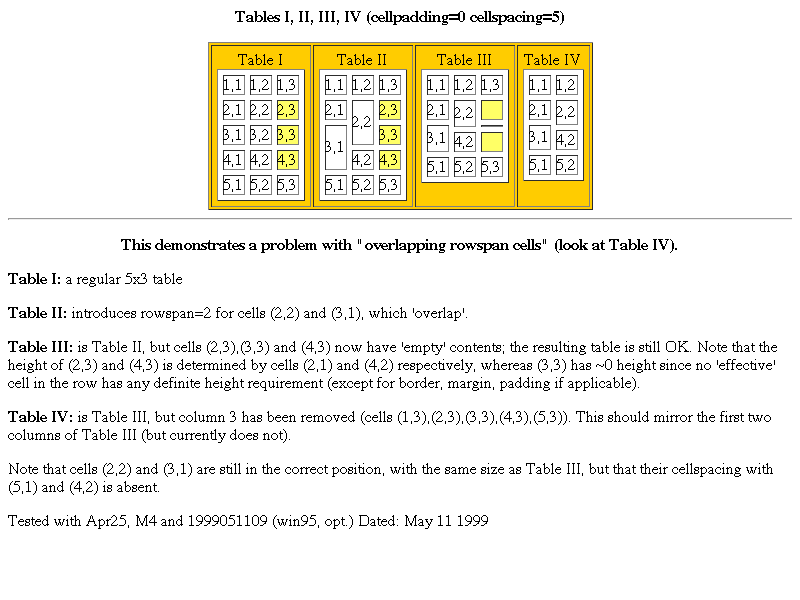 Tables I, II, III, IV (cellpadding=0 cellspacing=5)
Table I Table II Table III Table IV
1,1 1,2 1,3 1,1 1,2 1,3 1,1 1,2 1,3 1,1 1,2
2,1 2,2 2,3 2,1 2,2 2,3 2,1 2,2 2,1 2,2
3,1 3,2 3,3 3,1 3,3 3,1 3,1
4,1 4,2 4,3 4,2 4,3 4,2 4,2
5,1 5,2 5,3 5,1 5,2 5,3 5,1 5,2 5,3 5,1 5,2
This demonstrates a problem with "overlapping rowspan cells" (look at Table IV).
Table I: a regular 5x3 table
Table II: introduces rowspan=2 for cells (2,2) and (3,1), which 'overlap'.
Table III: is Table II, but cells (2,3),(3,3) and (4,3) now have 'empty' contents; the resulting table is still OK. Note that the
height of (2,3) and (4,3) is determined by cells (2,1) and (4,2) respectively, whereas (3,3) has ~0 height since no 'effective'
cell in the row has any definite height requirement (except for border, margin, padding if applicable).
Table IV: is Table III, but column 3 has been removed (cells (1,3),(2,3),(3,3),(4,3),(5,3)). This should mirror the first two
columns of Table III (but currently does not).
Note that cells (2,2) and (3,1) are still in the correct position, with the same size as Table III, but that their cellspacing with
(5,1) and (4,2) is absent.
Tested with Apr25, M4 and 1999051109 (win95, opt.) Dated: May 11 1999